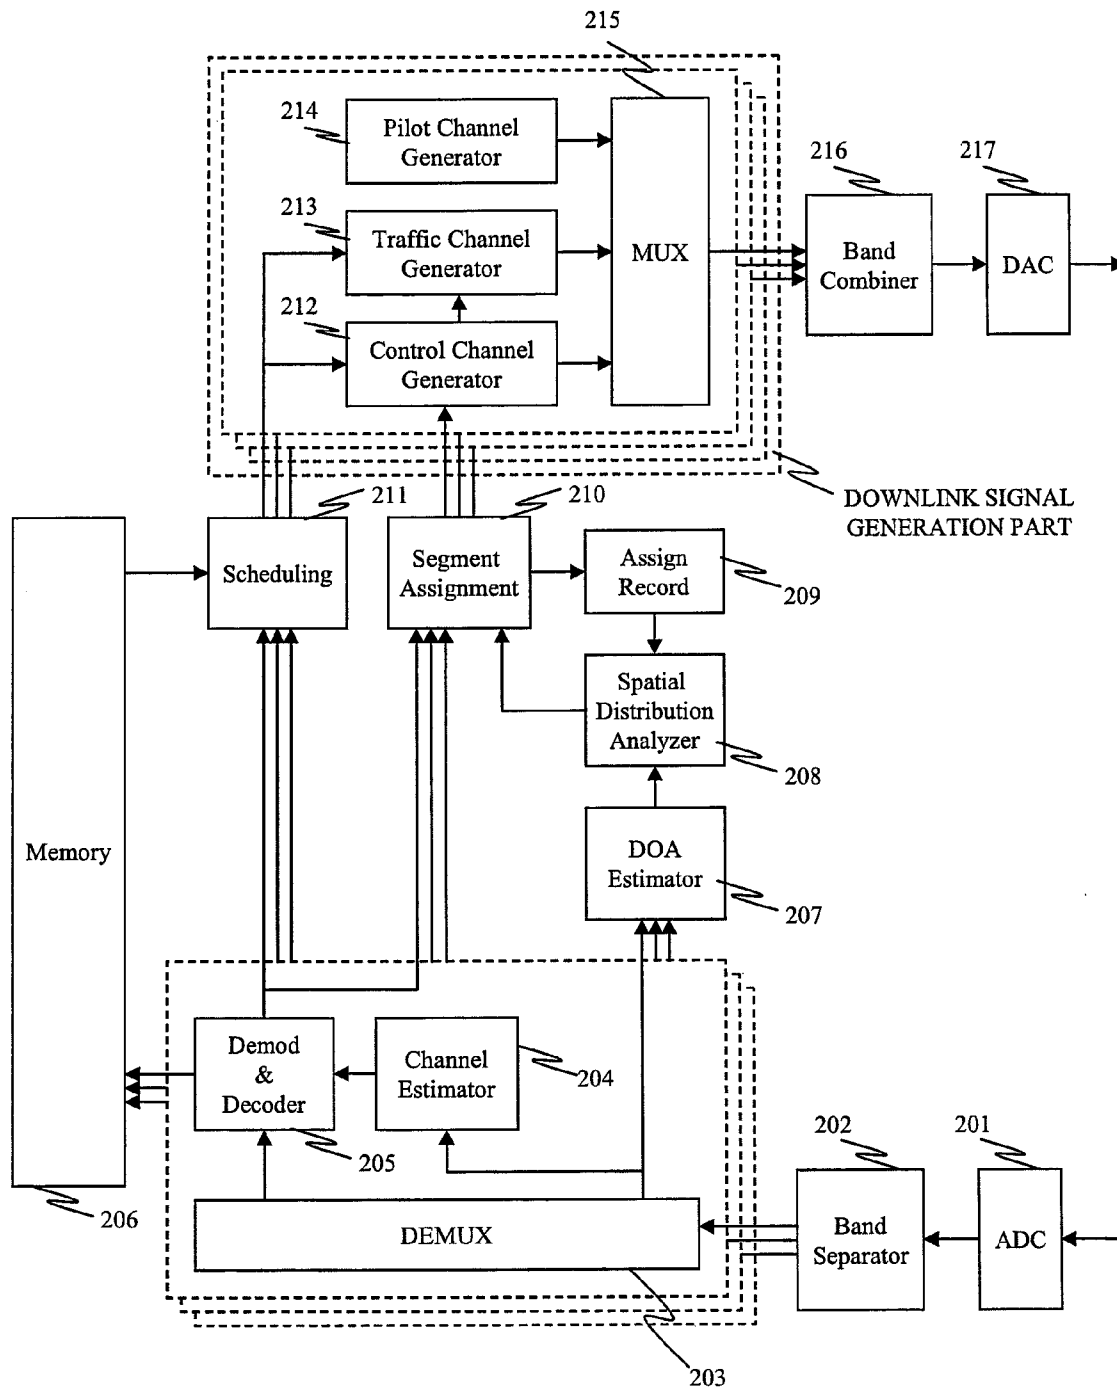 215
214
Pilot Channel
Generator
216
217
213
Traffic Channel
Generator
MUX
Band
Combiner
DAC
212
Control Channel
Generator
211
210
DOWNLINK SIGNAL
GENERATION PART
Scheduling
Segment
Assignment
Assign
Record
209
Spatial
Distribution
Analyzer
208
Memory
DOA
Estimator
207
Demod
&
Decoder
Channel
Estimator
204
205
202
201
206
DEMUX
Band
Separator
ADC
203